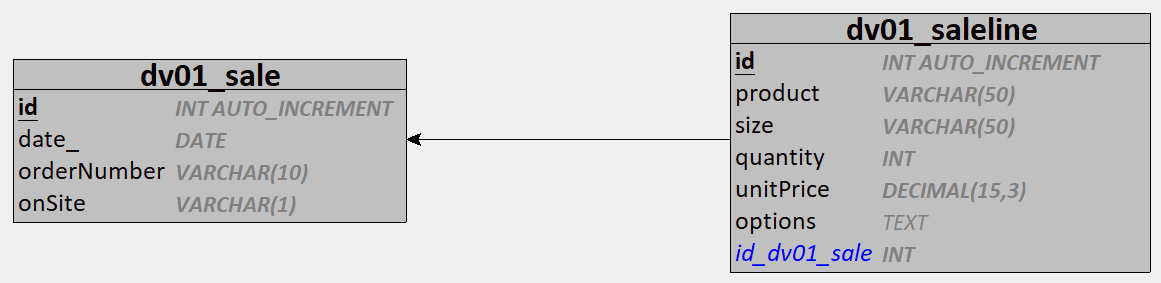 dv01_sale
id INT AUTO_INCREMENT
date_ DATE
orderNumber VARCHAR(10)
onSite VARCHAR(1)
dv01_saleline
id INT AUTO_INCREMENT
product VARCHAR(50)
size VARCHAR(50)
quantity INT
unitPrice DECIMAL(15,3)
options TEXT
id_dv01_sale INT